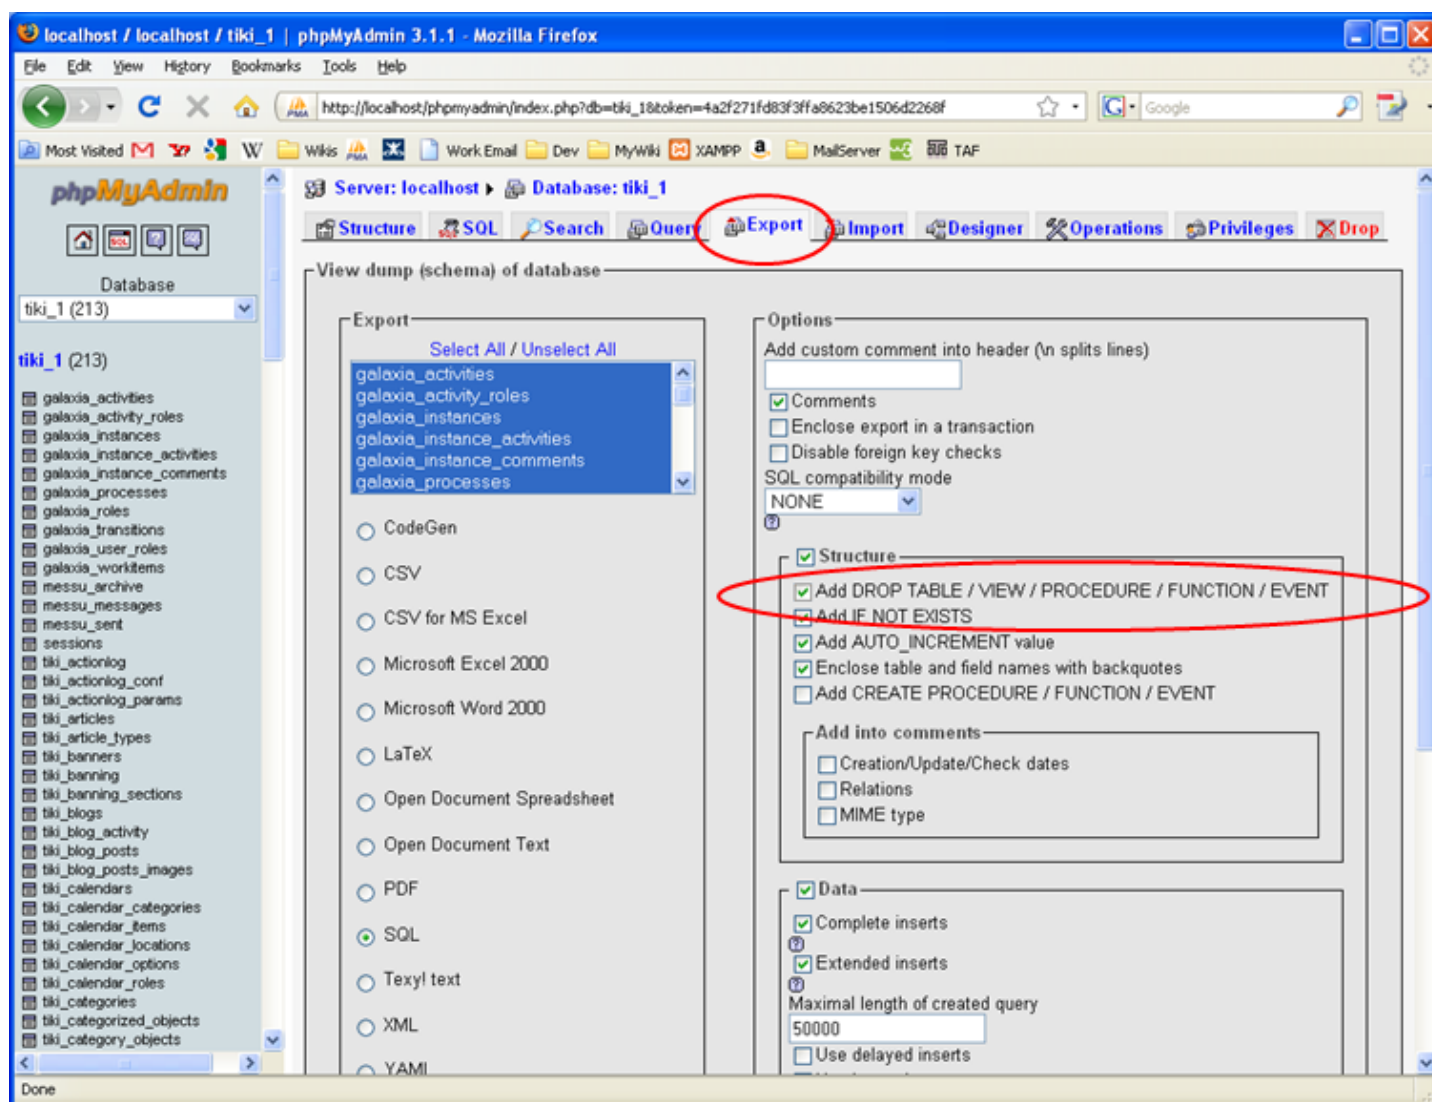 localhost / localhost / tiki_1 | phpMyAdmin 3.1.1 - Mozilla Firefox
File Edit View History Bookmarks Tools Help
http://localhost/phpmyadmin/index.php?db=tiki_1&token=4a2f271fd83f3ffa8623be1506d2268f
Google
Most Visited Wikis Work Email Dev MyWiki XAMPP MailServer TAF
phpMyAdmin
Database
tiki_1 (213)
tiki_1 (213)
galaxia_activities
galaxia_activity_roles
galaxia_instances
galaxia_instance_activities
galaxia_instance_comments
galaxia_processes
galaxia_roles
galaxia_transitions
galaxia_user_roles
galaxia_workitems
messu_archive
messu_messages
messu_sent
sessions
tiki_actionlog
tiki_actionlog_conf
tiki_actionlog_params
tiki_articles
tiki_article_types
tiki_banners
tiki_banning
tiki_banning_sections
tiki_blogs
tiki_blog_activity
tiki_blog_posts
tiki_blog_posts_images
tiki_calendars
tiki_calendar_categories
tiki_calendar_items
tiki_calendar_locations
tiki_calendar_options
tiki_calendar_roles
tiki_categories
tiki_categorized_objects
tiki_category_objects
Server: localhost Database: tiki_1
Structure SQL Search Query Export Import Designer Operations Privileges Drop
View dump (schema) of database
Export
Select All / Unselect All
galaxia_activities
galaxia_activity_roles
galaxia_instances
galaxia_instance_activities
galaxia_instance_comments
galaxia_processes
CodeGen
CSV
CSV for MS Excel
Microsoft Excel 2000
Microsoft Word 2000
LaTeX
Open Document Spreadsheet
Open Document Text
PDF
SQL
Texy! text
XML
YAML
Options
Add custom comment into header (\n splits lines)
Comments
Enclose export in a transaction
Disable foreign key checks
SQL compatibility mode
NONE
Structure
Add DROP TABLE / VIEW / PROCEDURE / FUNCTION / EVENT
Add IF NOT EXISTS
Add AUTO_INCREMENT value
Enclose table and field names with backquotes
Add CREATE PROCEDURE / FUNCTION / EVENT
Add into comments
Creation/Update/Check dates
Relations
MIME type
Data
Complete inserts
Extended inserts
Maximal length of created query
50000
Use delayed inserts
Done